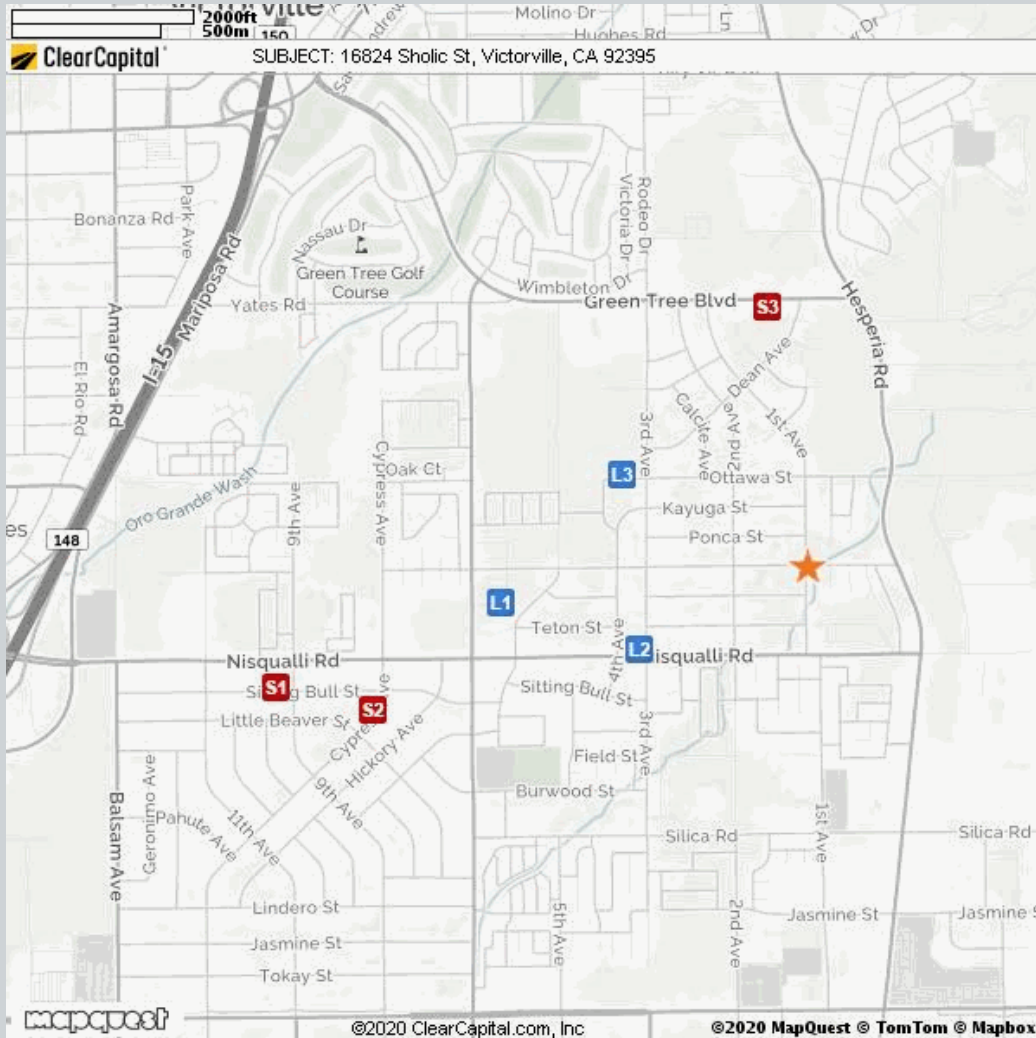 2000ft
500m
150
Molino Dr
Hughes Rd
ClearCapital
SUBJECT: 16824 Sholic St, Victorville, CA 92395
Park Ave
Bonanza Rd
Nassau Dr
Victoria Dr
Rodeo Dr
Green Tree Golf
Course
Mariposa Rd
Yates Rd
Wimbleton Dr
Green Tree Blvd
S3
Hesperia Rd
Amargosa Rd
I-15
El Rio Rd
Dean Ave
Calcite Ave
2nd Ave
1st Ave
3rd Ave
Cypress Ave
Oak Ct
L3
Ottawa St
Oro Grande Wash
9th Ave
Kayuga St
148
Ponca St
L1
Teton St
4th Ave
L2
isqualli Rd
Nisqualli Rd
S1
Sitting Bull St
Sitting Bull St
S2
Little Beaver St
Hickory Ave
3rd Ave
Field St
9th Ave
Geronimo Ave
Burwood St
Balsam Ave
Pahute Ave
11th Ave
1st Ave
Silica Rd
Silica Rd
Lindero St
5th Ave
2nd Ave
Jasmine St
Jasmine S
Jasmine St
Tokay St
mapquest
©2020 ClearCapital.com, Inc
©2020 MapQuest © TomTom © Mapbox